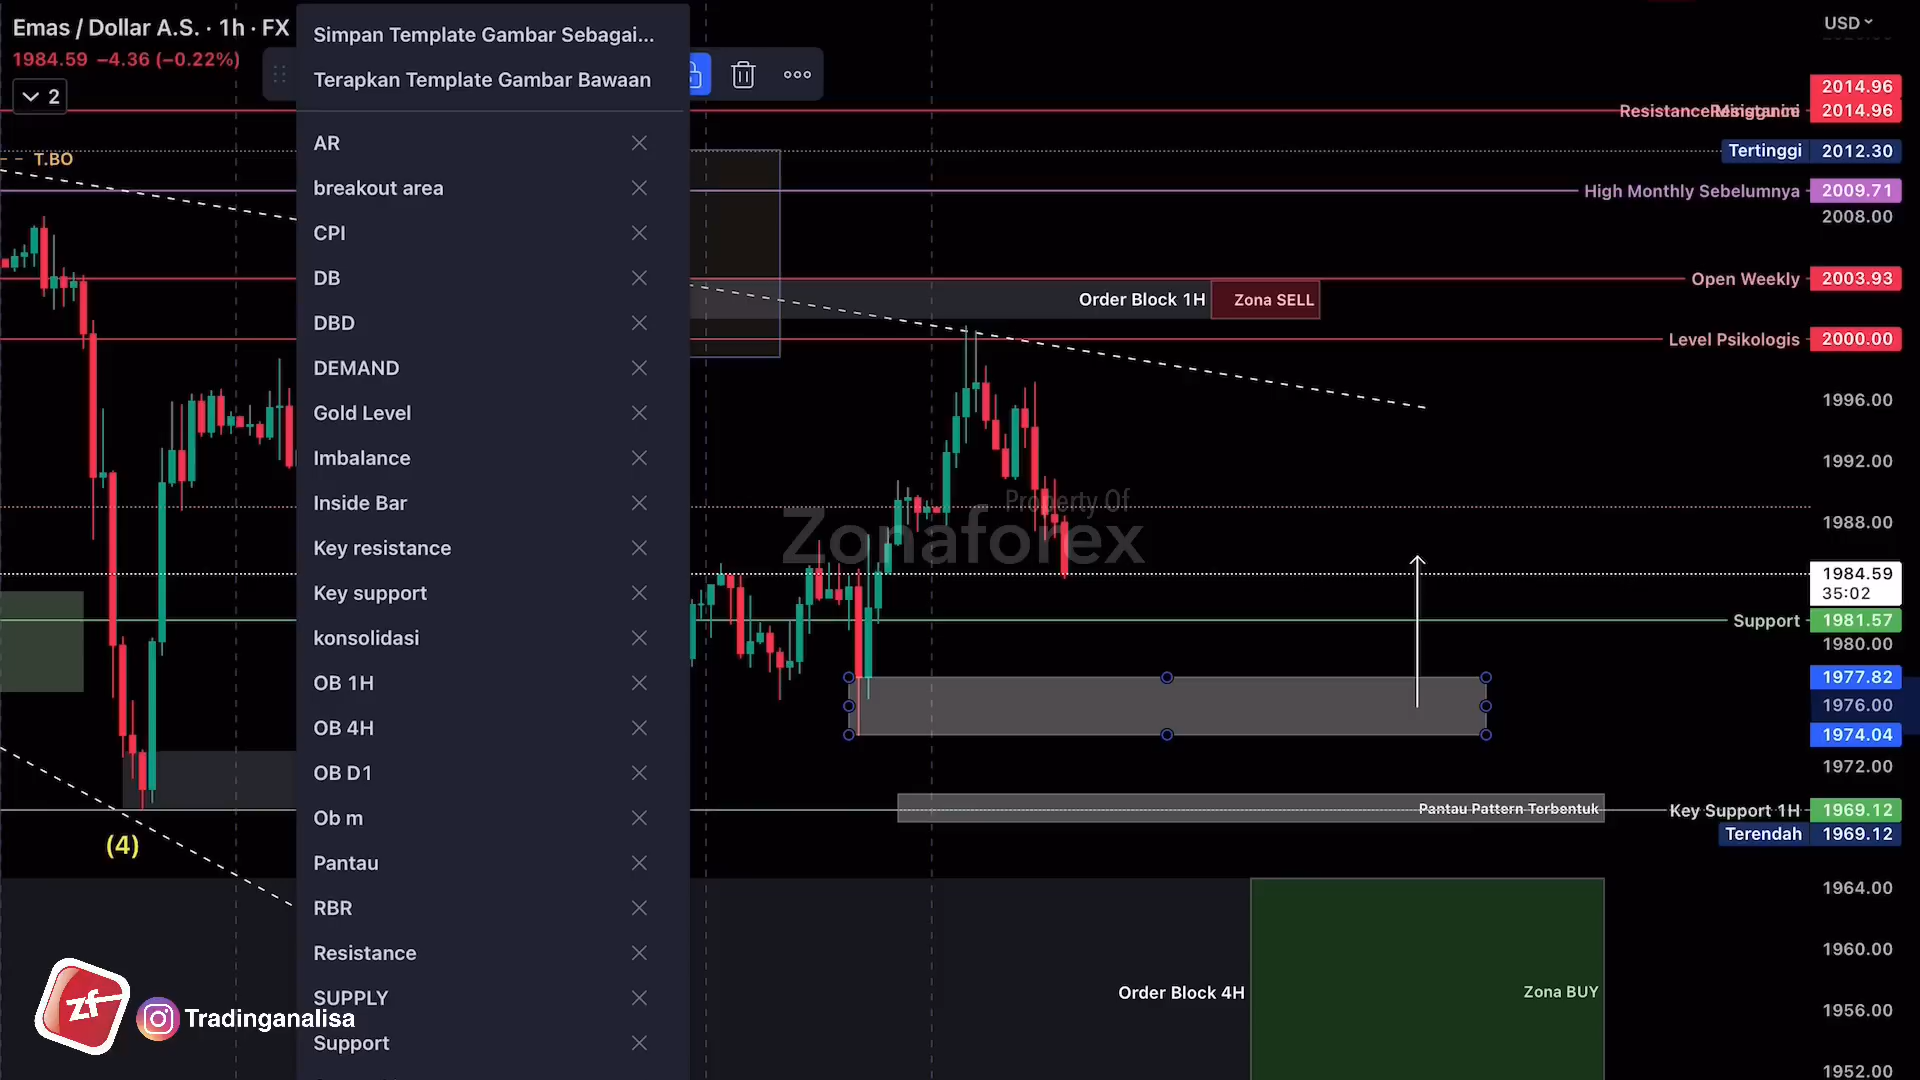 Emas / Dollar A.S. · 1h · FX
1984.59 −4.36 (−0.22%)
2
T.BO
Simpan Template Gambar Sebagai...
Terapkan Template Gambar Bawaan
AR
breakout area
CPI
DB
DBD
DEMAND
Gold Level
Imbalance
Inside Bar
Key resistance
Key support
konsolidasi
OB 1H
OB 4H
OB D1
Ob m
Pantau
RBR
Resistance
SUPPLY
Support
(4)
zf
Tradinganalisa
Order Block 1H
Zona SELL
Property Of
Zonaforex
Pantau Pattern Terbentuk
Order Block 4H
Zona BUY
USD
2014.96
Resistance 2014.96
Tertinggi 2012.30
High Monthly Sebelumnya 2009.71
2008.00
Open Weekly 2003.93
Level Psikologis 2000.00
1996.00
1992.00
1988.00
1984.59
35:02
Support 1981.57
1980.00
1977.82
1976.00
1974.04
1972.00
Key Support 1H 1969.12
Terendah 1969.12
1964.00
1960.00
1956.00
1952.00